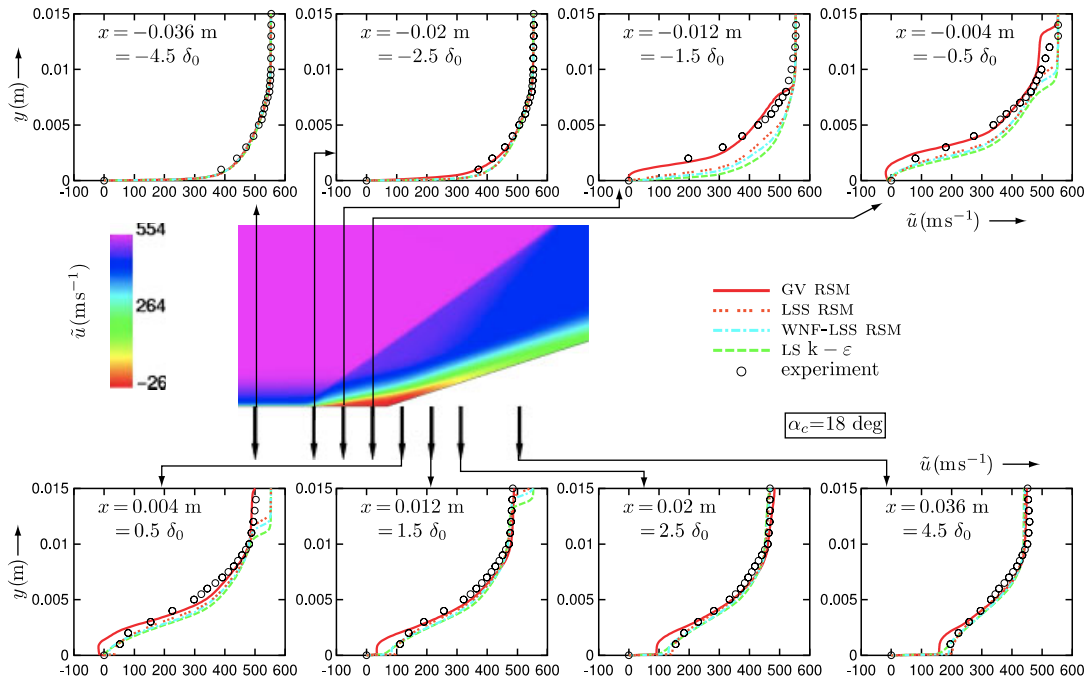 0.015
0.01
0.005
0
y(m)
x = −0.036 m
= −4.5 δ₀
-100 0 100 200 300 400 500 600
0.015
0.01
0.005
0
x = −0.02 m
= −2.5 δ₀
-100 0 100 200 300 400 500 600
0.015
0.01
0.005
0
x = −0.012 m
= −1.5 δ₀
-100 0 100 200 300 400 500 600
0.015
0.01
0.005
0
x = −0.004 m
= −0.5 δ₀
-100 0 100 200 300 400 500 600
ũ(ms⁻¹)
ũ(ms⁻¹)
554
264
-26
GV RSM
LSS RSM
WNF-LSS RSM
LS k − ε
experiment
α_c=18 deg
ũ(ms⁻¹)
0.015
0.01
0.005
0
y(m)
x = 0.004 m
= 0.5 δ₀
-100 0 100 200 300 400 500 600
0.015
0.01
0.005
0
x = 0.012 m
= 1.5 δ₀
-100 0 100 200 300 400 500 600
0.015
0.01
0.005
0
x = 0.02 m
= 2.5 δ₀
-100 0 100 200 300 400 500 600
0.015
0.01
0.005
0
x = 0.036 m
= 4.5 δ₀
-100 0 100 200 300 400 500 600